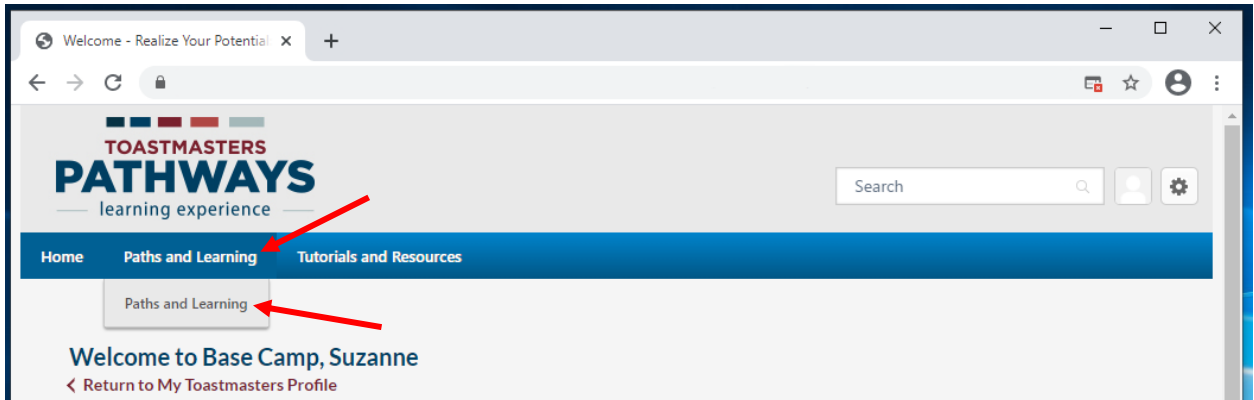 Welcome - Realize Your Potential
TOASTMASTERS
PATHWAYS
learning experience
Search
Home Paths and Learning Tutorials and Resources
Paths and Learning
Welcome to Base Camp, Suzanne
Return to My Toastmasters Profile